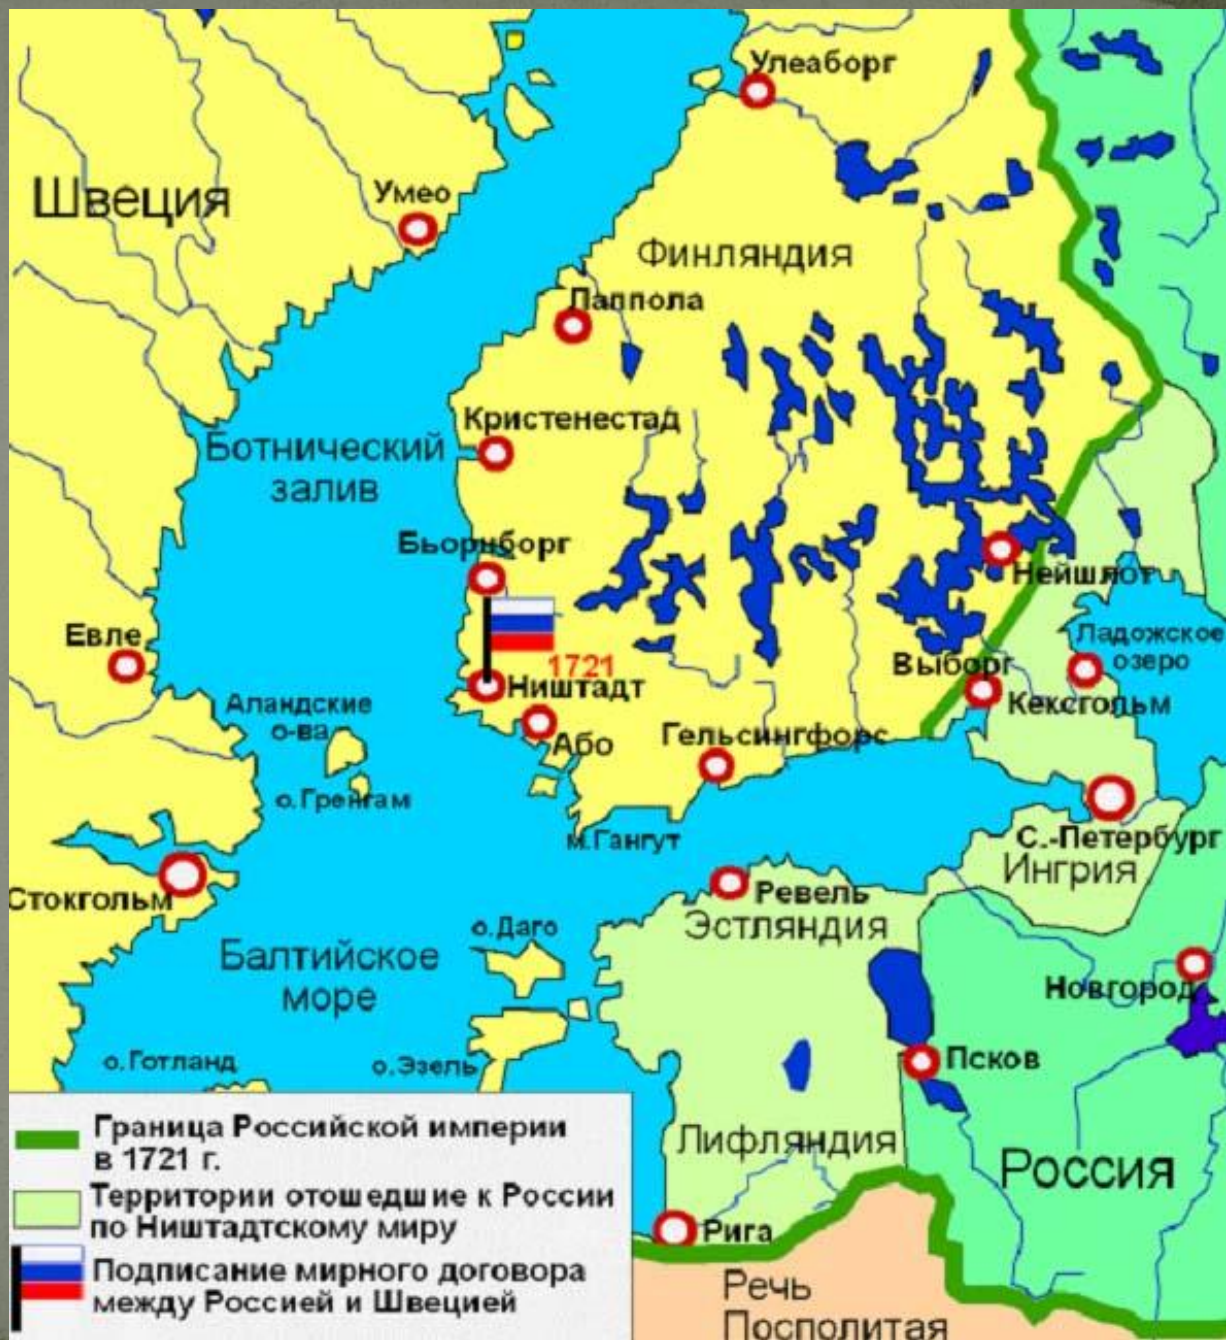 Улеаборг
Швеция
Умео
Финляндия
Лаппола
Кристенестад
Ботнический
залив
Бьорнборг
Нейшлот
Евле
Ладожское
озеро
1721
Выборг
Ништадт
Кексгольм
Аландские
о-ва
Або
Гельсингфорс
о.Гренгам
м.Гангут
С.-Петербург
Ингрия
Стокгольм
Ревель
Эстляндия
о.Даго
Балтийское
море
Новгород
о.Готланд
о.Эзель
Псков
Лифляндия
Россия
Рига
Речь
Посполитая
Граница Российской империи
в 1721 г.
Территории отошедшие к России
по Ништадтскому миру
Подписание мирного договора
между Россией и Швецией